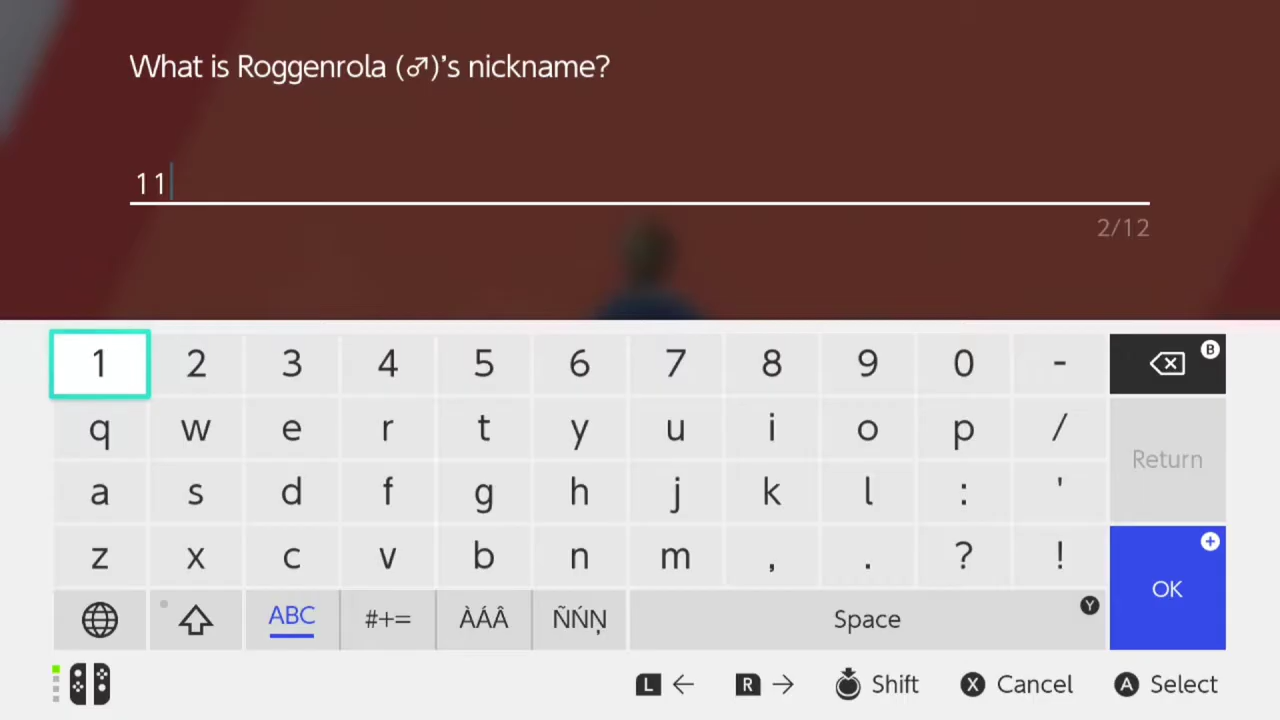 What is Roggenrola (♂)'s nickname?
11
2/12
1 2 3 4 5 6 7 8 9 0 - B
q w e r t y u i o p / Return
a s d f g h j k l : '
z x c v b n m , . ? ! + OK
ABC #+= ÀÁÂ ÑŃŅ Space Y
L ← R → Shift X Cancel A Select